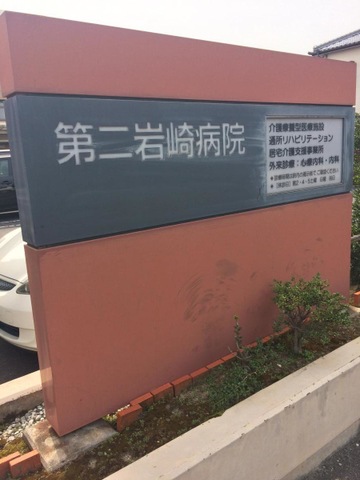 第二岩崎病院
介護療養型医療施設
通所リハビリテーション
居宅介護支援事業所
外来診療：心療内科・内科